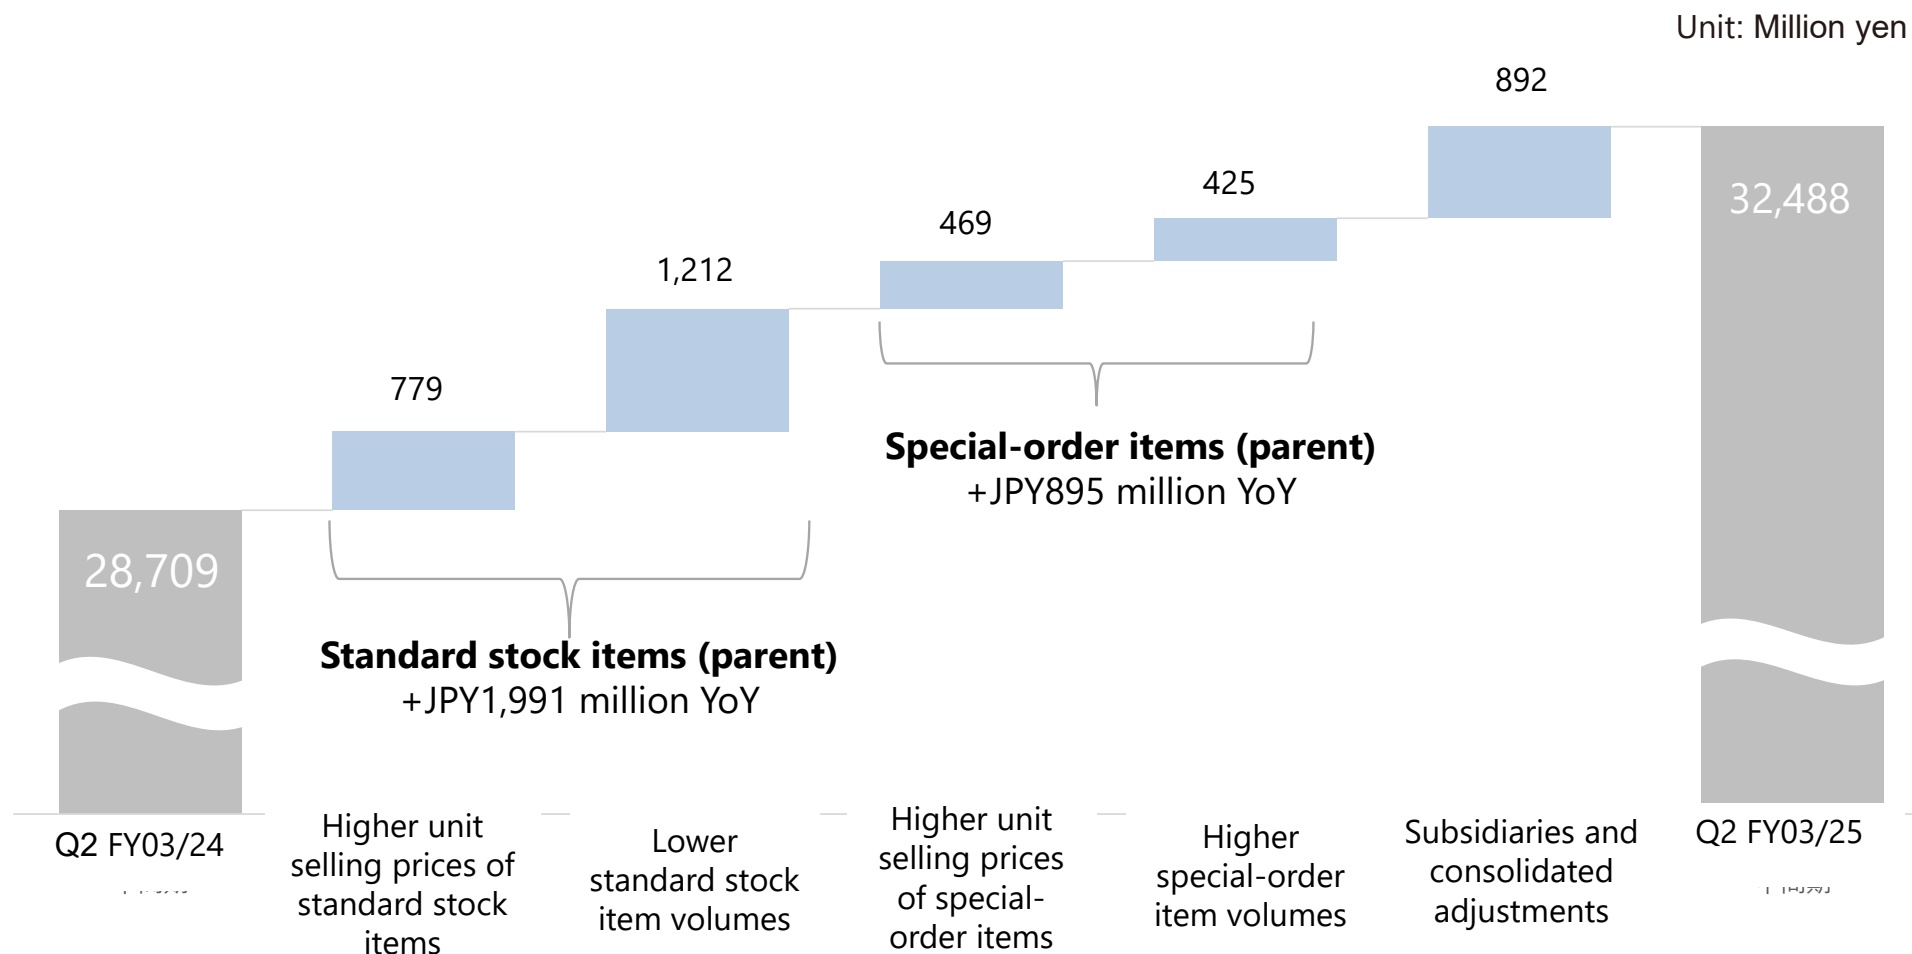 Unit: Million yen
892
32,488
425
469
1,212
779
28,709
Special-order items (parent)
+JPY895 million YoY
Standard stock items (parent)
+JPY1,991 million YoY
Q2 FY03/24
Higher unit
selling prices of
standard stock
items
Lower
standard stock
item volumes
Higher unit
selling prices
of special-
order items
Higher
special-order
item volumes
Subsidiaries and
consolidated
adjustments
Q2 FY03/25